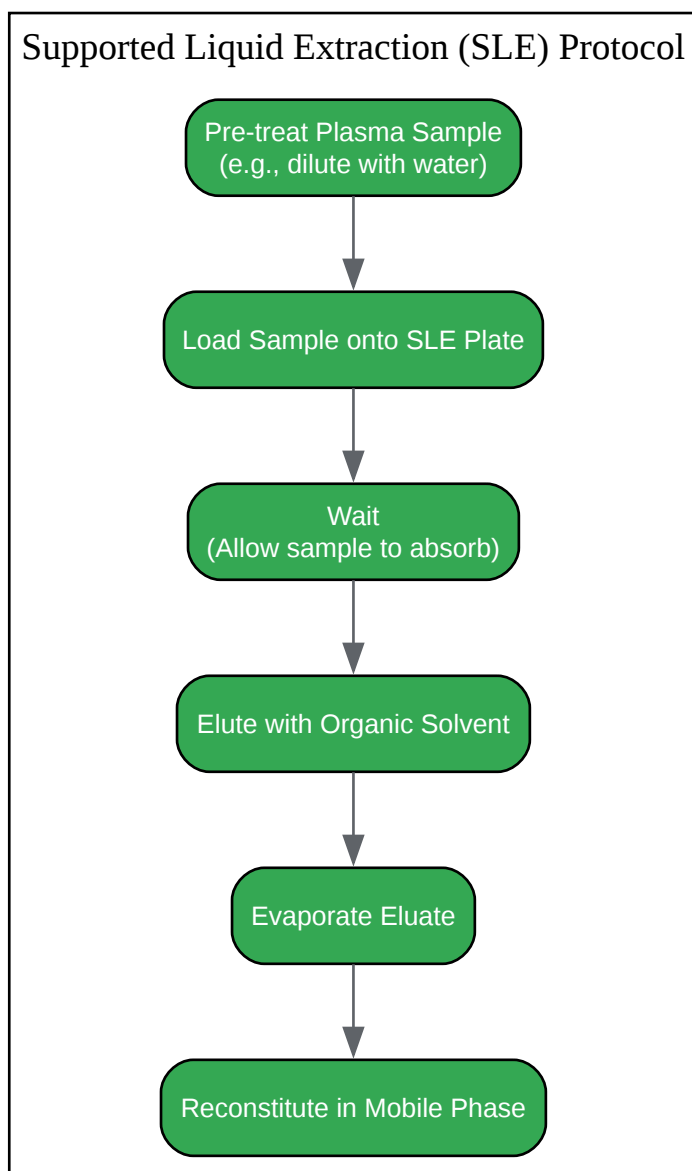 Supported Liquid Extraction (SLE) Protocol
Pre-treat Plasma Sample
(e.g., dilute with water)
Load Sample onto SLE Plate
Wait
(Allow sample to absorb)
Elute with Organic Solvent
Evaporate Eluate
Reconstitute in Mobile Phase